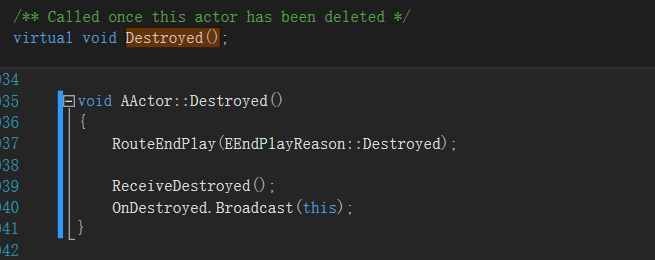 /** Called once this actor has been deleted */
virtual void Destroyed();
034
035 void AActor::Destroyed()
036 {
037 RouteEndPlay(EEndPlayReason::Destroyed);
038
039 ReceiveDestroyed();
040 OnDestroyed.Broadcast(this);
041 }
042